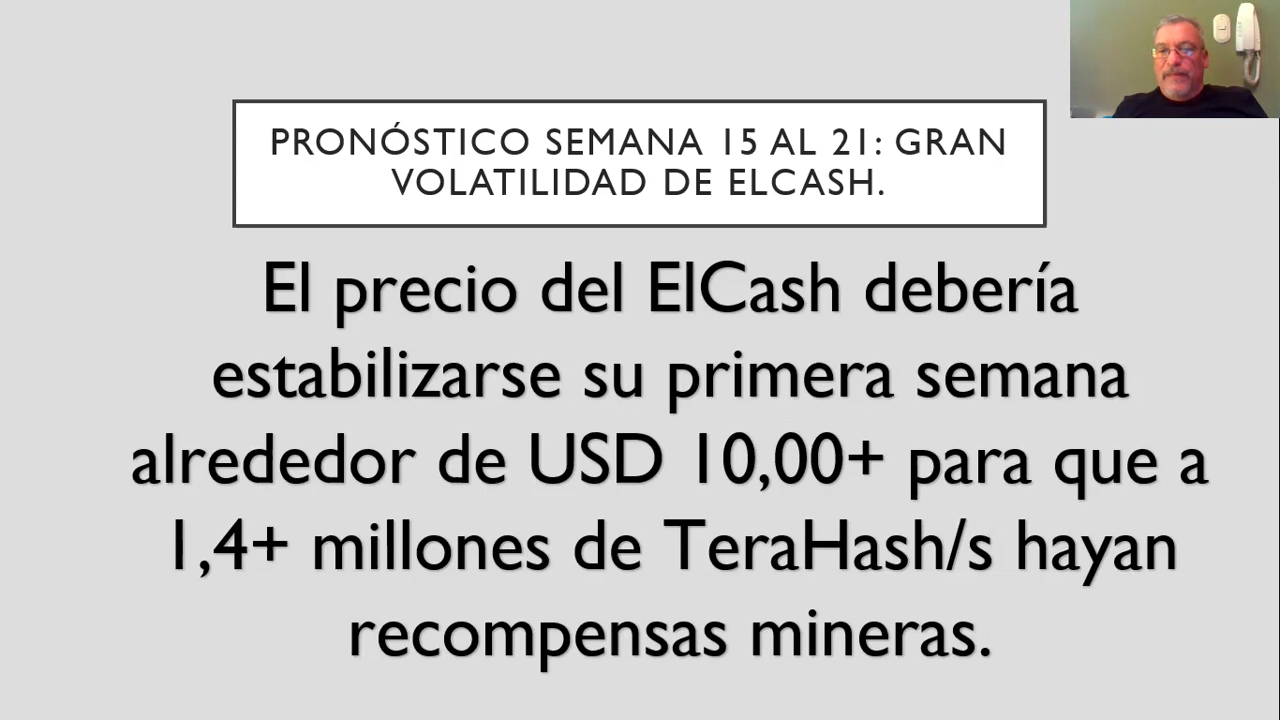 PRONÓSTICO SEMANA 15 AL 21: GRAN
VOLATILIDAD DE ELCASH.
El precio del ElCash debería
estabilizarse su primera semana
alrededor de USD 10,00+ para que a
1,4+ millones de TeraHash/s hayan
recompensas mineras.